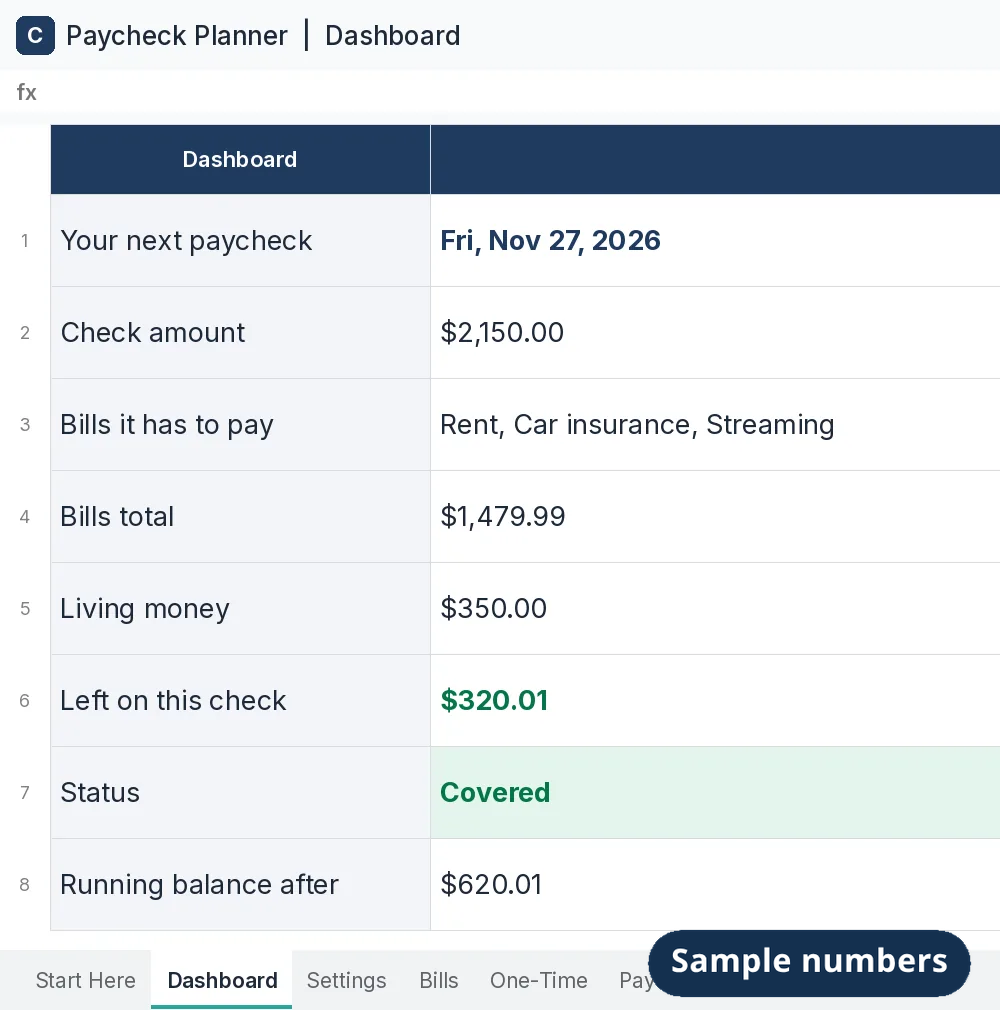 C Paycheck Planner | Dashboard
fx
Dashboard
1 Your next paycheck Fri, Nov 27, 2026
2 Check amount $2,150.00
3 Bills it has to pay Rent, Car insurance, Streaming
4 Bills total $1,479.99
5 Living money $350.00
6 Left on this check $320.01
7 Status Covered
8 Running balance after $620.01
Start Here Dashboard Settings Bills One-Time Pay
Sample numbers